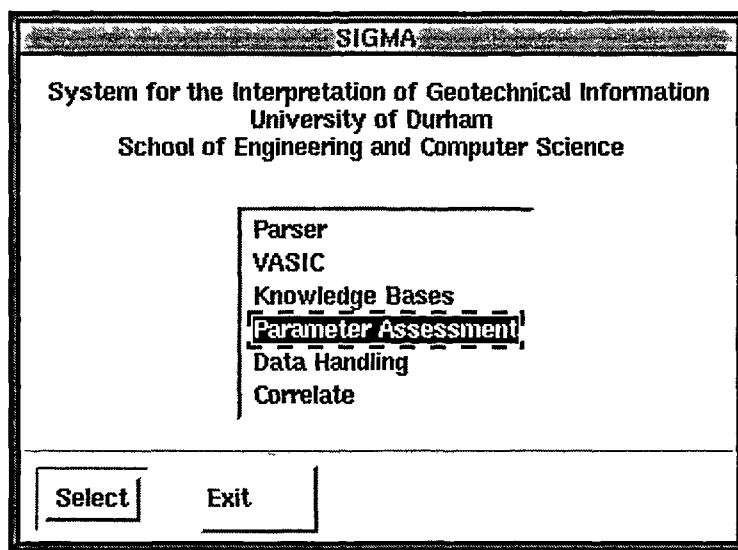 SIGMA
System for the Interpretation of Geotechnical Information
University of Durham
School of Engineering and Computer Science
Parser
VASIC
Knowledge Bases
Parameter Assessment
Data Handling
Correlate
Select Exit